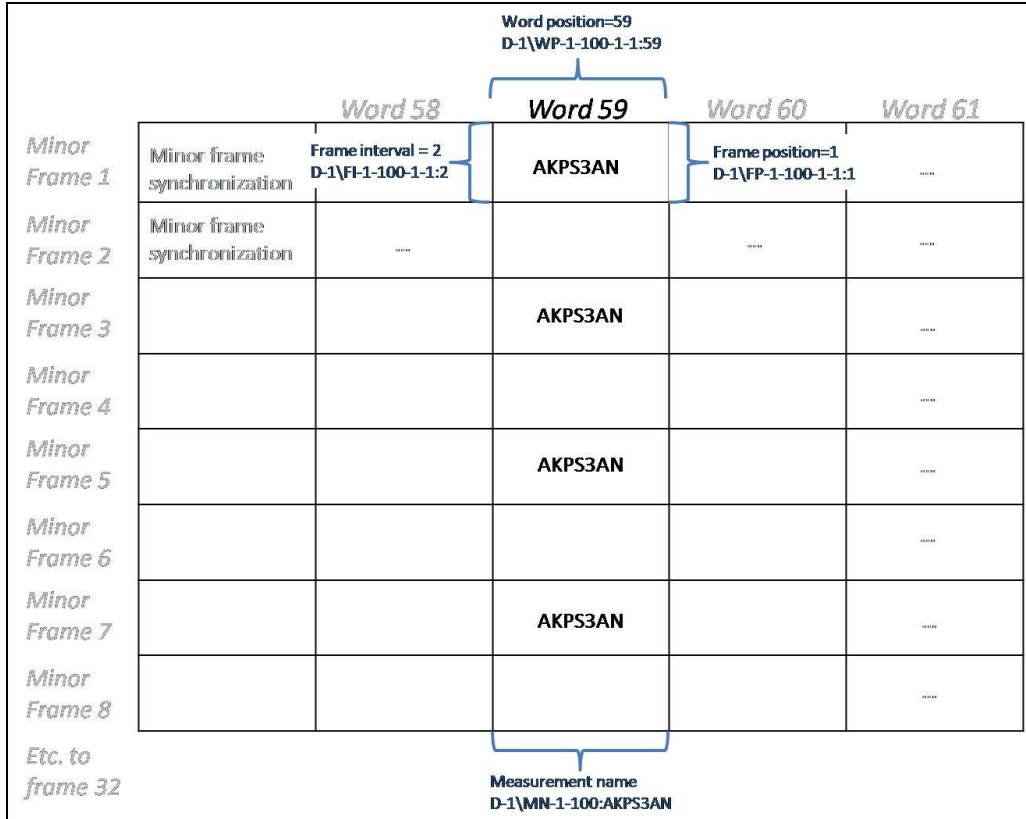 Word position=59
D-1\WP-1-100-1-1:59
Word 58
Word 59
Word 60
Word 61
Minor
Frame 1
Minor frame
synchronization
Frame interval = 2
D-1\FI-1-100-1-1:2
AKPS3AN
Frame position=1
D-1\FP-1-100-1-1:1
....
Minor
Frame 2
Minor frame
synchronization
....
....
....
Minor
Frame 3
AKPS3AN
....
Minor
Frame 4
....
Minor
Frame 5
AKPS3AN
....
Minor
Frame 6
....
Minor
Frame 7
AKPS3AN
....
Minor
Frame 8
....
Etc. to
frame 32
Measurement name
D-1\MN-1-100:AKPS3AN